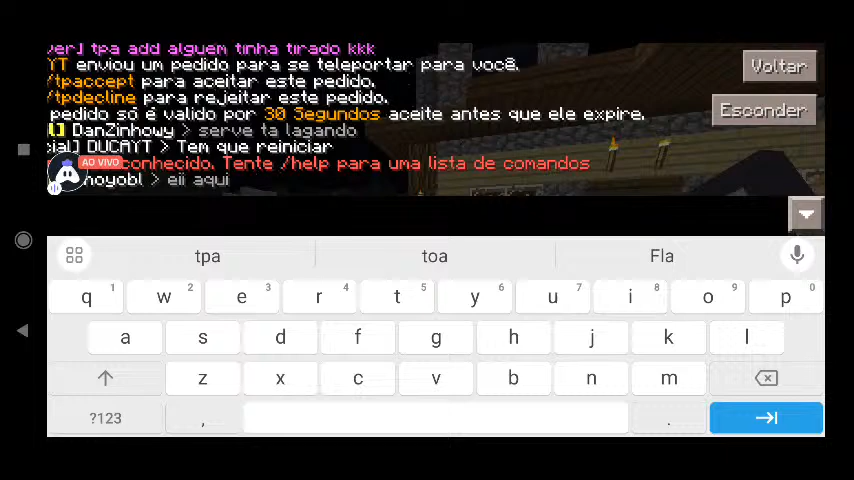 ver] tpa add alguem tinha tirado kkk
YT enviou um pedido para se teleportar para você.
/tpaccept para aceitar este pedido.
/tpdecline para rejeitar este pedido.
pedido só é valido por 30 Segundos aceite antes que ele expire.
l] DanZinhowy > serve ta lagando
cial] DUCAYT > Tem que reiniciar
conhecido. Tente /help para uma lista de comandos
hoyobl > eii aqui
AO VIVO
Voltar
Esconder
tpa toa Fla
q 1 w 2 e 3 r 4 t 5 y 6 u 7 i 8 o 9 p 0
a s d f g h j k l
z x c v b n m
?123 , .